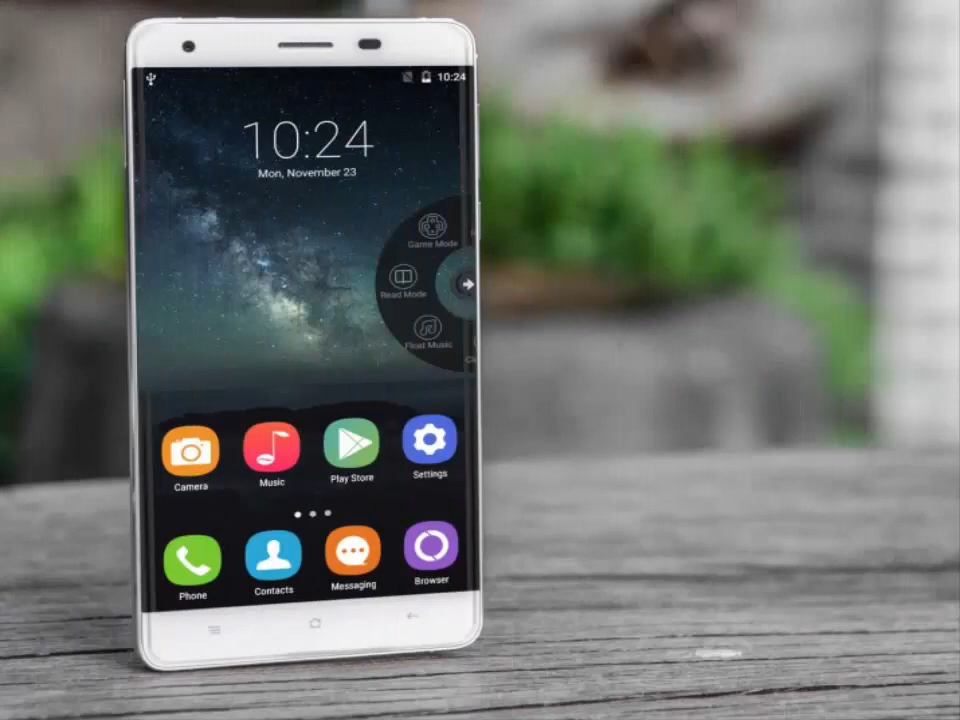 10:24
10:24
Mon, November 23
Game Mode
Read Mode
Float Music
Camera
Music
Play Store
Settings
Phone
Contacts
Messaging
Browser